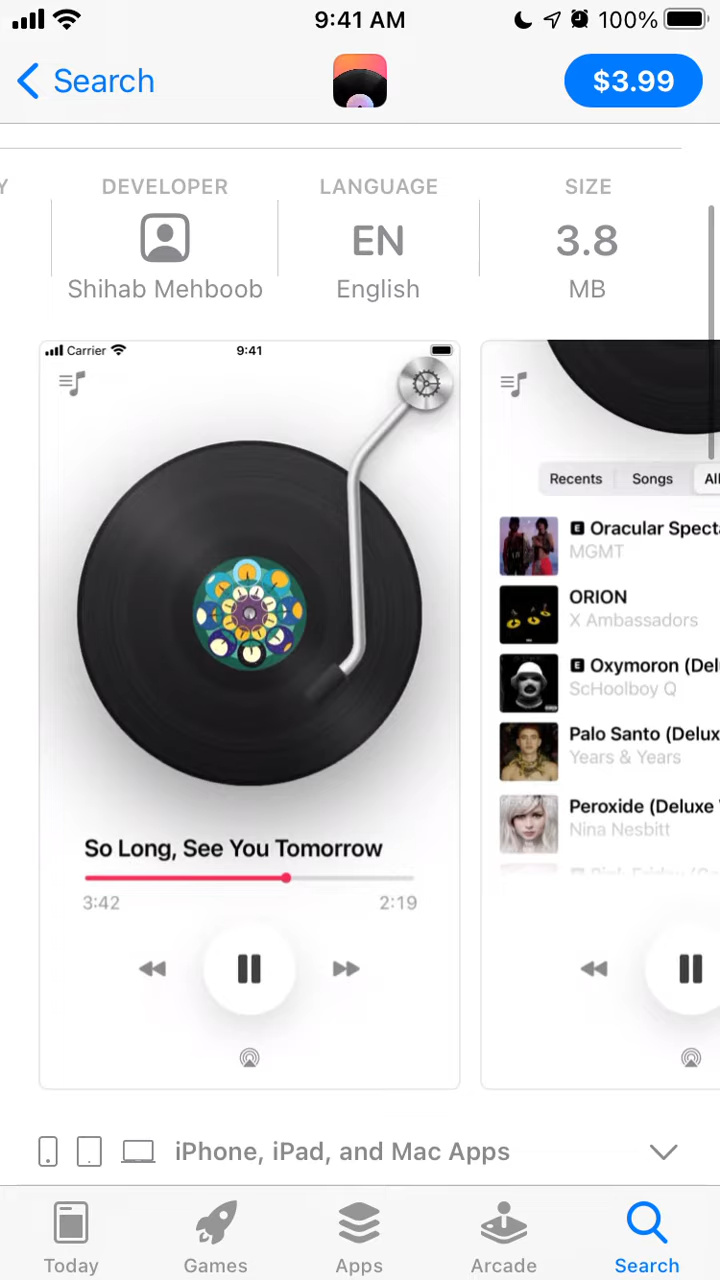 9:41 AM
100%
Search
$3.99
DEVELOPER
LANGUAGE
SIZE
EN
3.8
Shihab Mehboob
English
MB
Carrier
9:41
So Long, See You Tomorrow
3:42
2:19
Recents
Songs
E Oracular Specta
MGMT
ORION
X Ambassadors
E Oxymoron (Del
ScHoolboy Q
Palo Santo (Delux
Years & Years
Peroxide (Deluxe
Nina Nesbitt
iPhone, iPad, and Mac Apps
Today
Games
Apps
Arcade
Search